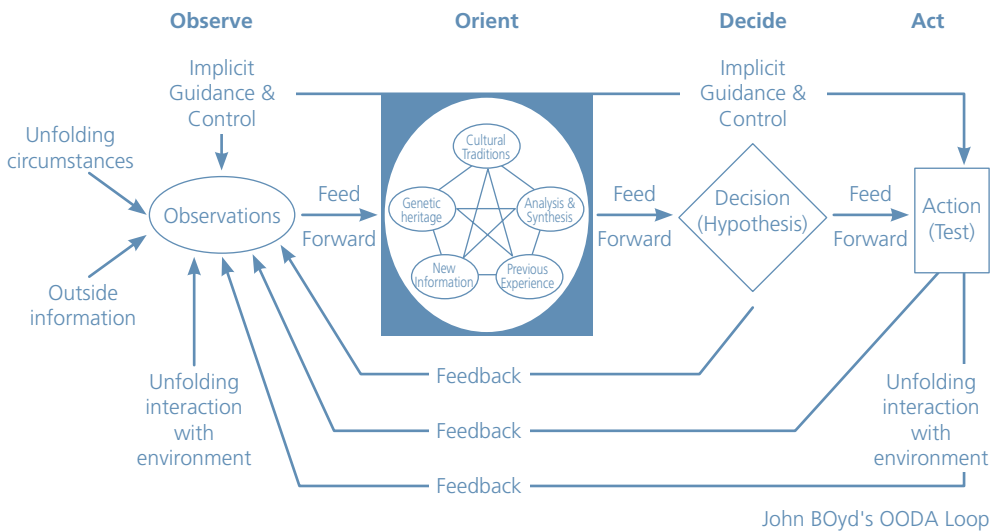 Observe
Orient
Decide
Act
Implicit
Guidance &
Control
Implicit
Guidance &
Control
Unfolding
circumstances
Cultural
Traditions
Genetic
heritage
Analysis &
Synthesis
New
Information
Previous
Experience
Observations
Feed
Forward
Feed
Forward
Decision
(Hypothesis)
Feed
Forward
Action
(Test)
Outside
information
Unfolding
interaction
with
environment
Feedback
Feedback
Feedback
Unfolding
interaction
with
environment
John BOyd's OODA Loop